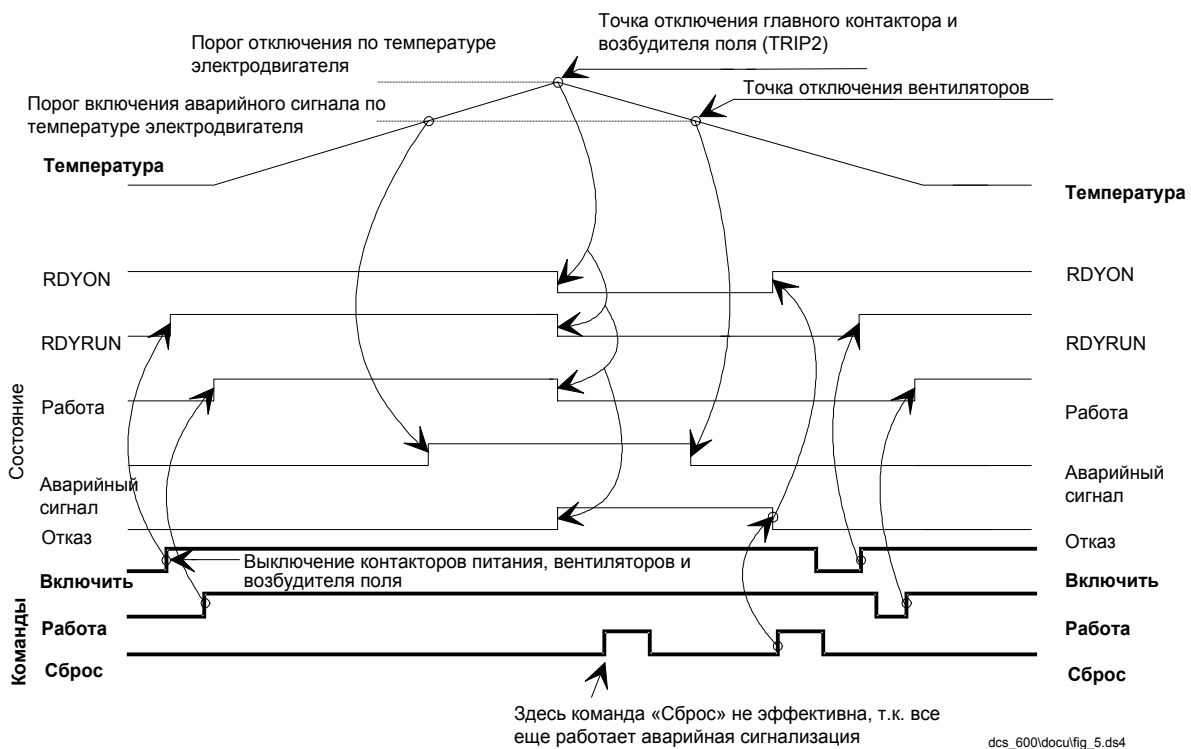 Точка отключения главного контактора и
возбудителя поля (TRIP2)
Порог отключения по температуре
электродвигателя
Точка отключения вентиляторов
Порог включения аварийного сигнала по
температуре электродвигателя
Температура
Температура
RDYON
RDYON
RDYRUN
RDYRUN
Состояние
Работа
Работа
Аварийный
сигнал
Аварийный
сигнал
Отказ
Отказ
Выключение контакторов питания, вентиляторов и
возбудителя поля
Включить
Включить
Команды
Работа
Работа
Сброс
Сброс
Здесь команда «Сброс» не эффективна, т.к. все
еще работает аварийная сигнализация
dcs_600\docu\fig_5.ds4